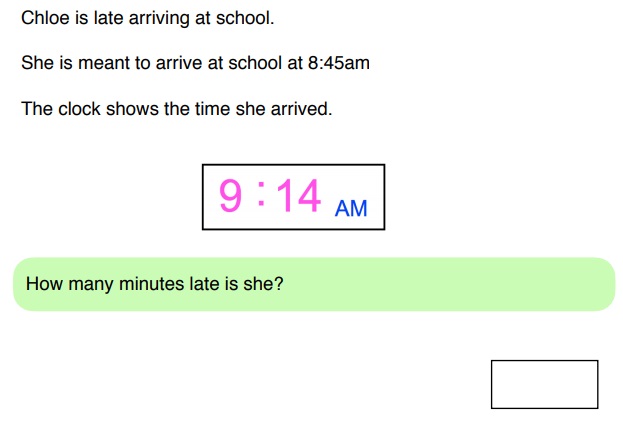 Chloe is late arriving at school.
She is meant to arrive at school at 8:45am
The clock shows the time she arrived.
9 : 14 AM
How many minutes late is she?